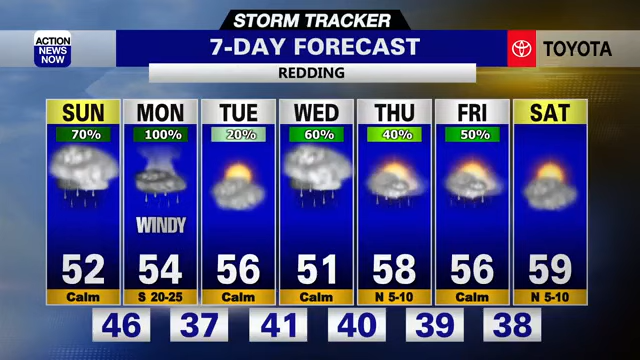 STORM TRACKER
ACTION
NEWS
NOW
7-DAY FORECAST
TOYOTA
REDDING
SUN MON TUE WED THU FRI SAT
70% 100% 20% 60% 40% 50%
WINDY
52 54 56 51 58 56 59
Calm S 20-25 Calm Calm N 5-10 Calm N 5-10
46 37 41 40 39 38